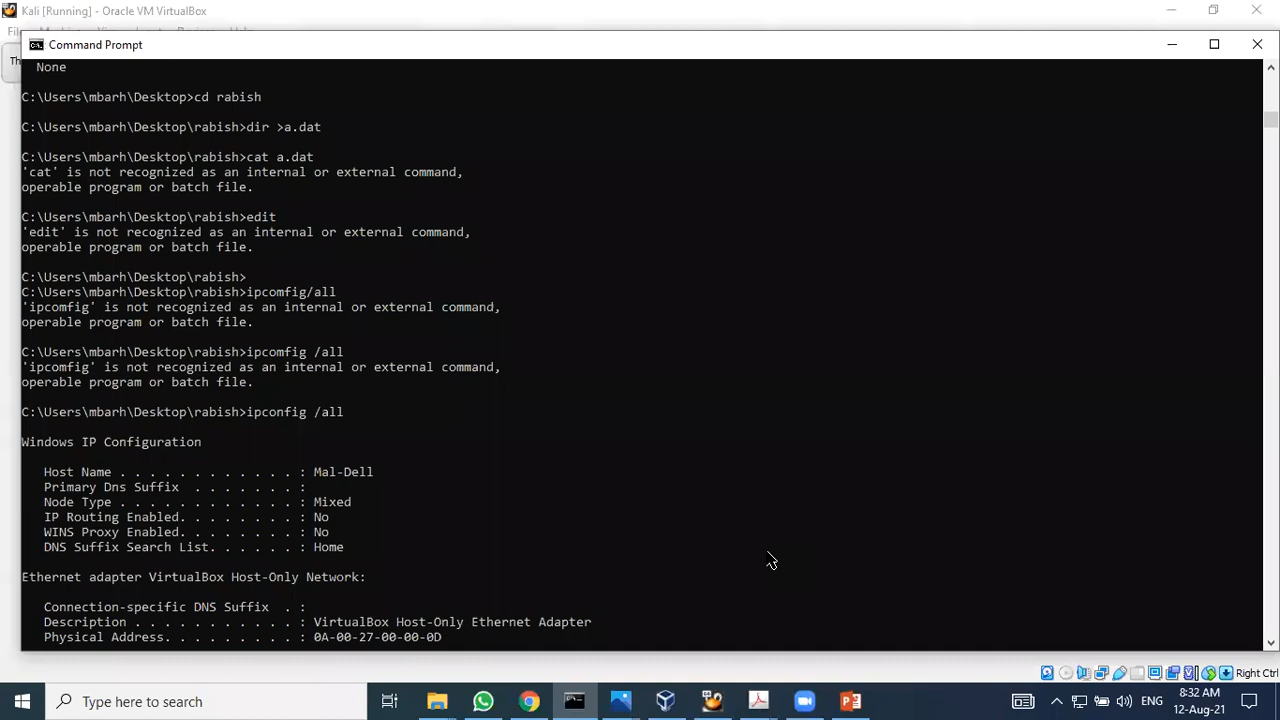 Kali [Running] - Oracle VM VirtualBox
Command Prompt
None
C:\Users\mbarh\Desktop>cd rabish
C:\Users\mbarh\Desktop\rabish>dir >a.dat
C:\Users\mbarh\Desktop\rabish>cat a.dat
'cat' is not recognized as an internal or external command,
operable program or batch file.
C:\Users\mbarh\Desktop\rabish>edit
'edit' is not recognized as an internal or external command,
operable program or batch file.
C:\Users\mbarh\Desktop\rabish>
C:\Users\mbarh\Desktop\rabish>ipcomfig/all
'ipcomfig' is not recognized as an internal or external command,
operable program or batch file.
C:\Users\mbarh\Desktop\rabish>ipcomfig /all
'ipcomfig' is not recognized as an internal or external command,
operable program or batch file.
C:\Users\mbarh\Desktop\rabish>ipconfig /all
Windows IP Configuration
Host Name . . . . . . . . . . . . : Mal-Dell
Primary Dns Suffix  . . . . . . . :
Node Type . . . . . . . . . . . . : Mixed
IP Routing Enabled. . . . . . . . : No
WINS Proxy Enabled. . . . . . . . : No
DNS Suffix Search List. . . . . . : Home
Ethernet adapter VirtualBox Host-Only Network:
Connection-specific DNS Suffix  . :
Description . . . . . . . . . . . : VirtualBox Host-Only Ethernet Adapter
Physical Address. . . . . . . . . : 0A-00-27-00-00-0D
Right Ctrl
Type here to search
ENG
8:32 AM
12-Aug-21